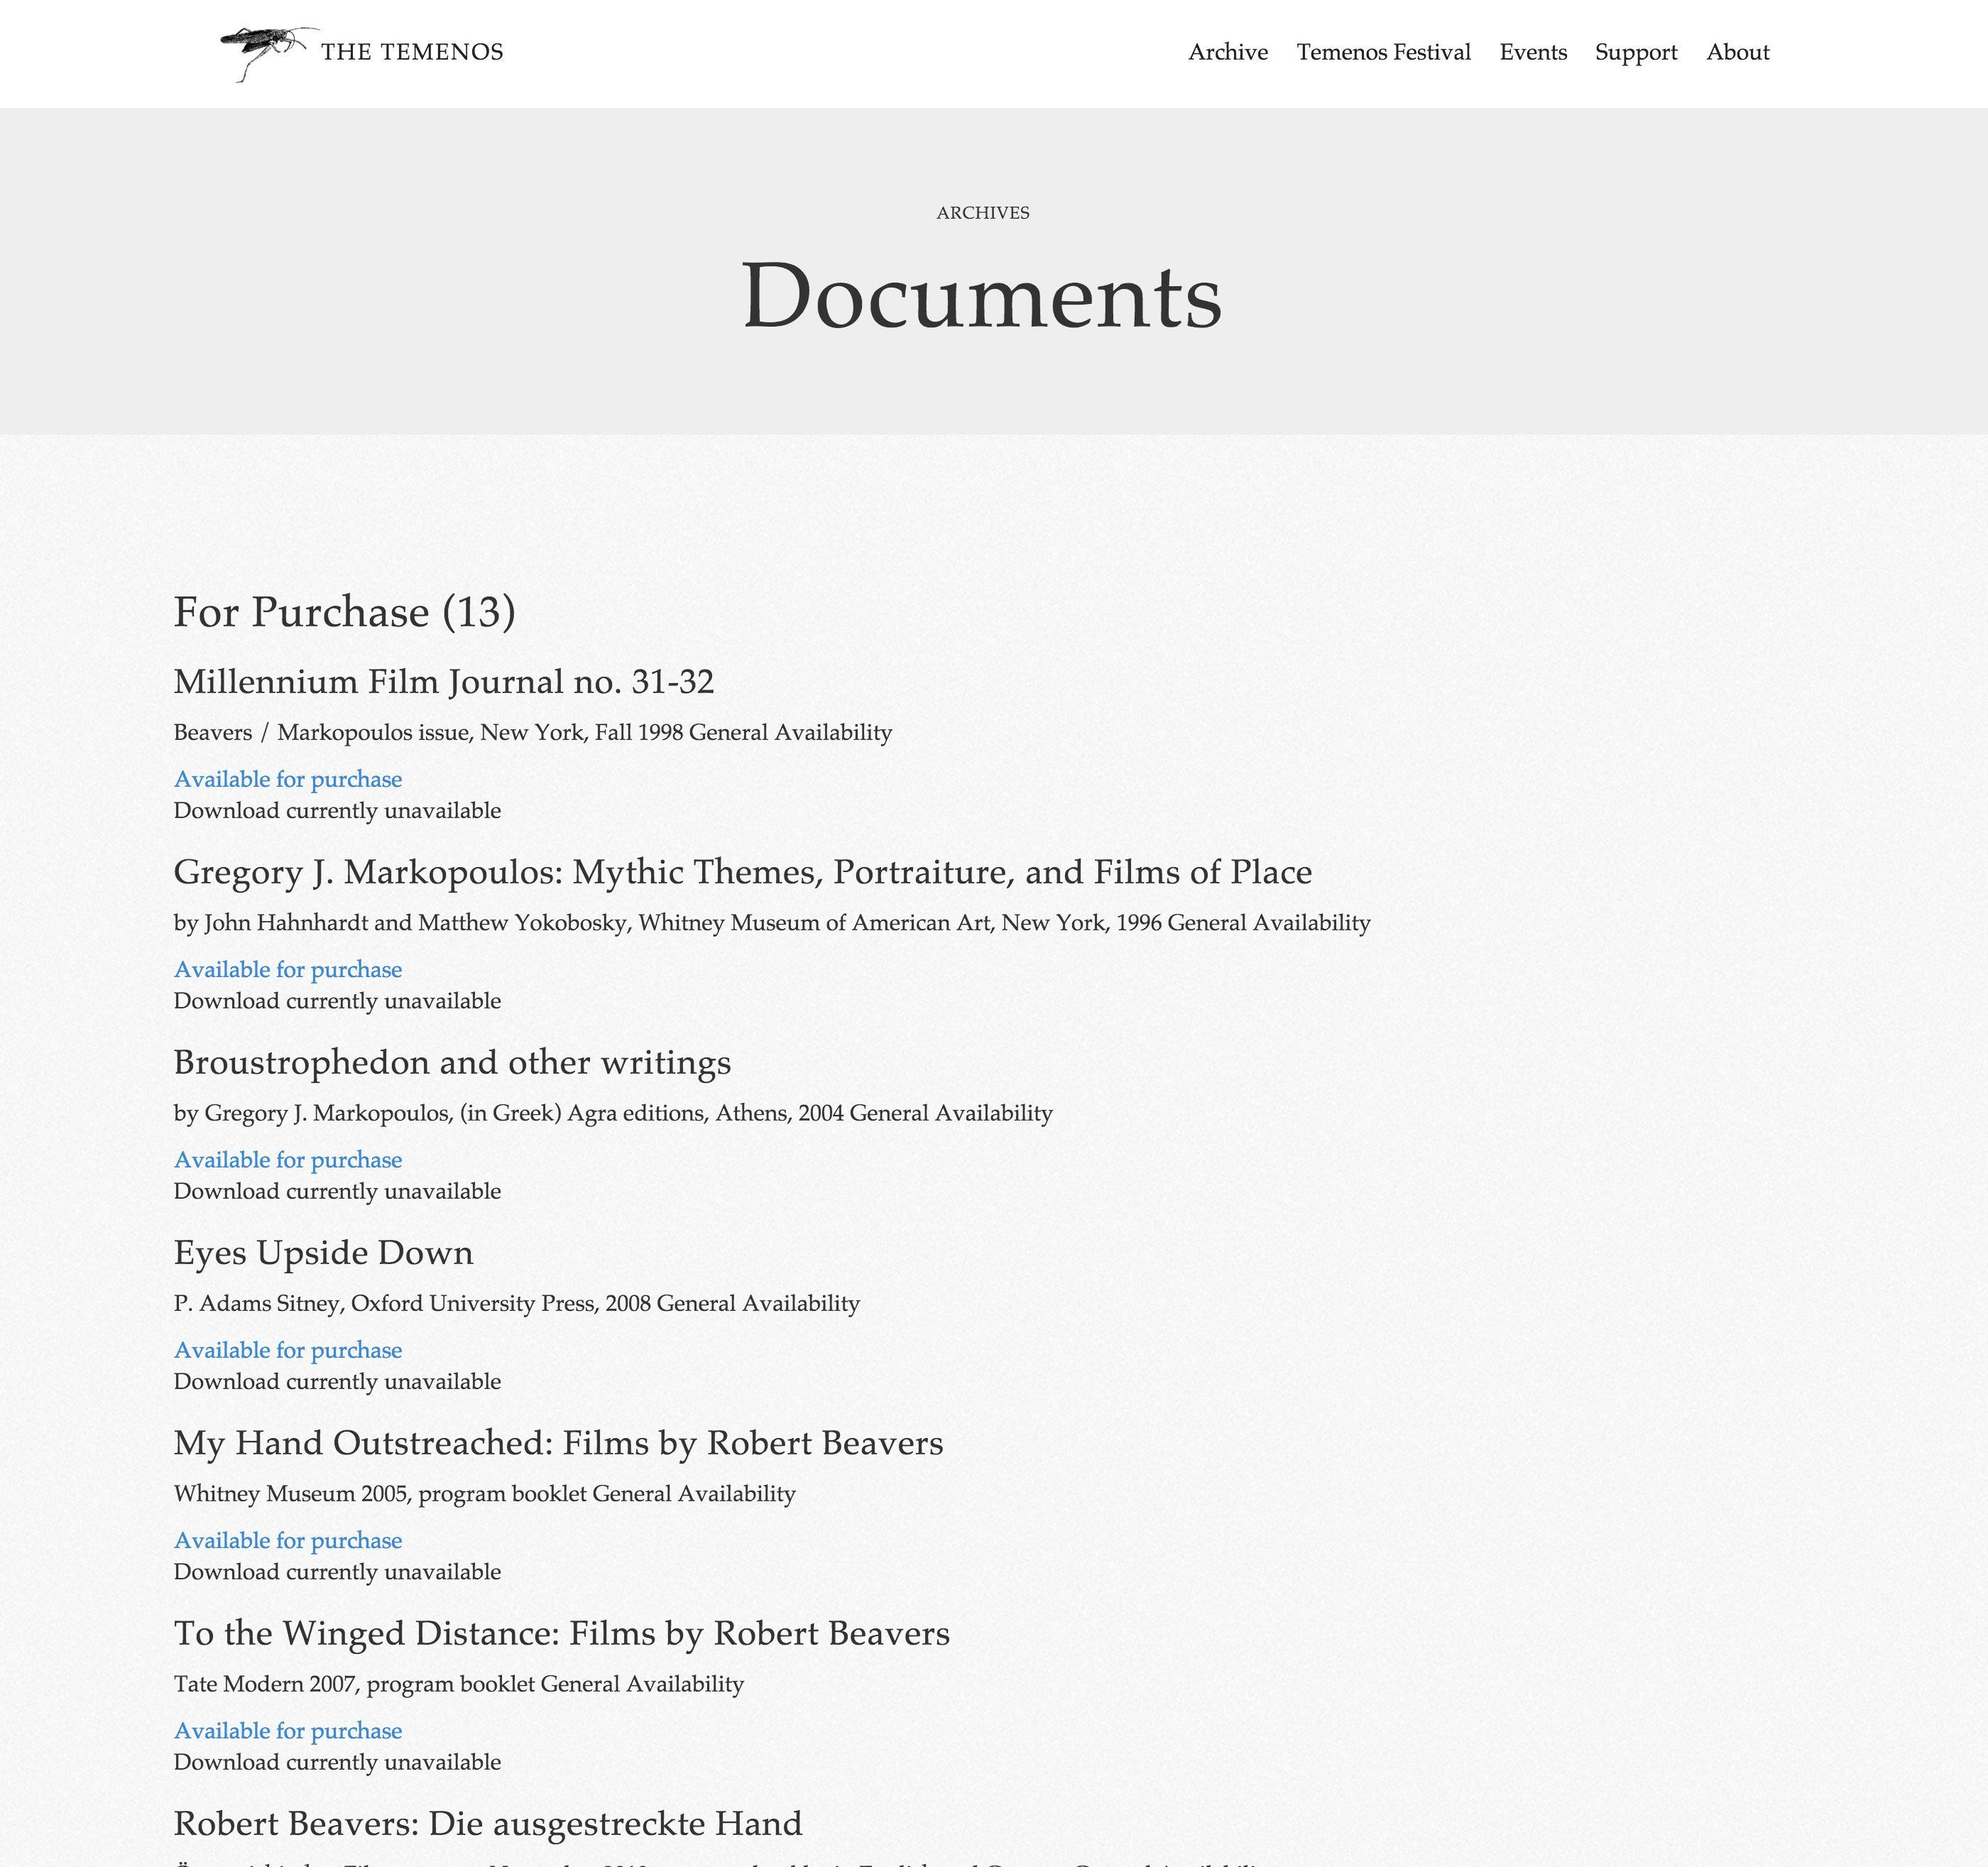 THE TEMENOS
Archive Temenos Festival Events Support About
ARCHIVES
Documents
For Purchase (13)
Millennium Film Journal no. 31-32
Beavers / Markopoulos issue, New York, Fall 1998 General Availability
Available for purchase
Download currently unavailable
Gregory J. Markopoulos: Mythic Themes, Portraiture, and Films of Place
by John Hahnhardt and Matthew Yokobosky, Whitney Museum of American Art, New York, 1996 General Availability
Available for purchase
Download currently unavailable
Broustrophedon and other writings
by Gregory J. Markopoulos, (in Greek) Agra editions, Athens, 2004 General Availability
Available for purchase
Download currently unavailable
Eyes Upside Down
P. Adams Sitney, Oxford University Press, 2008 General Availability
Available for purchase
Download currently unavailable
My Hand Outstreached: Films by Robert Beavers
Whitney Museum 2005, program booklet General Availability
Available for purchase
Download currently unavailable
To the Winged Distance: Films by Robert Beavers
Tate Modern 2007, program booklet General Availability
Available for purchase
Download currently unavailable
Robert Beavers: Die ausgestreckte Hand